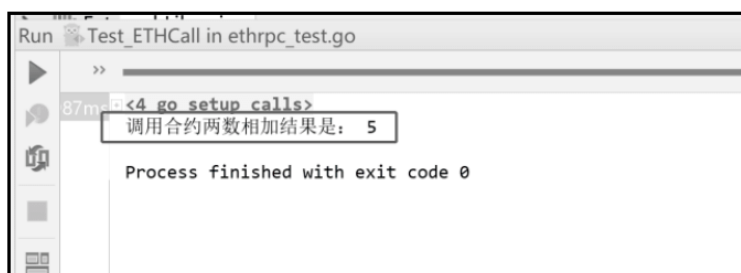 Run Test_ETHCall in ethrpc_test.go
»
87ms <4 go setup calls>
调用合约两数相加结果是： 5
Process finished with exit code 0